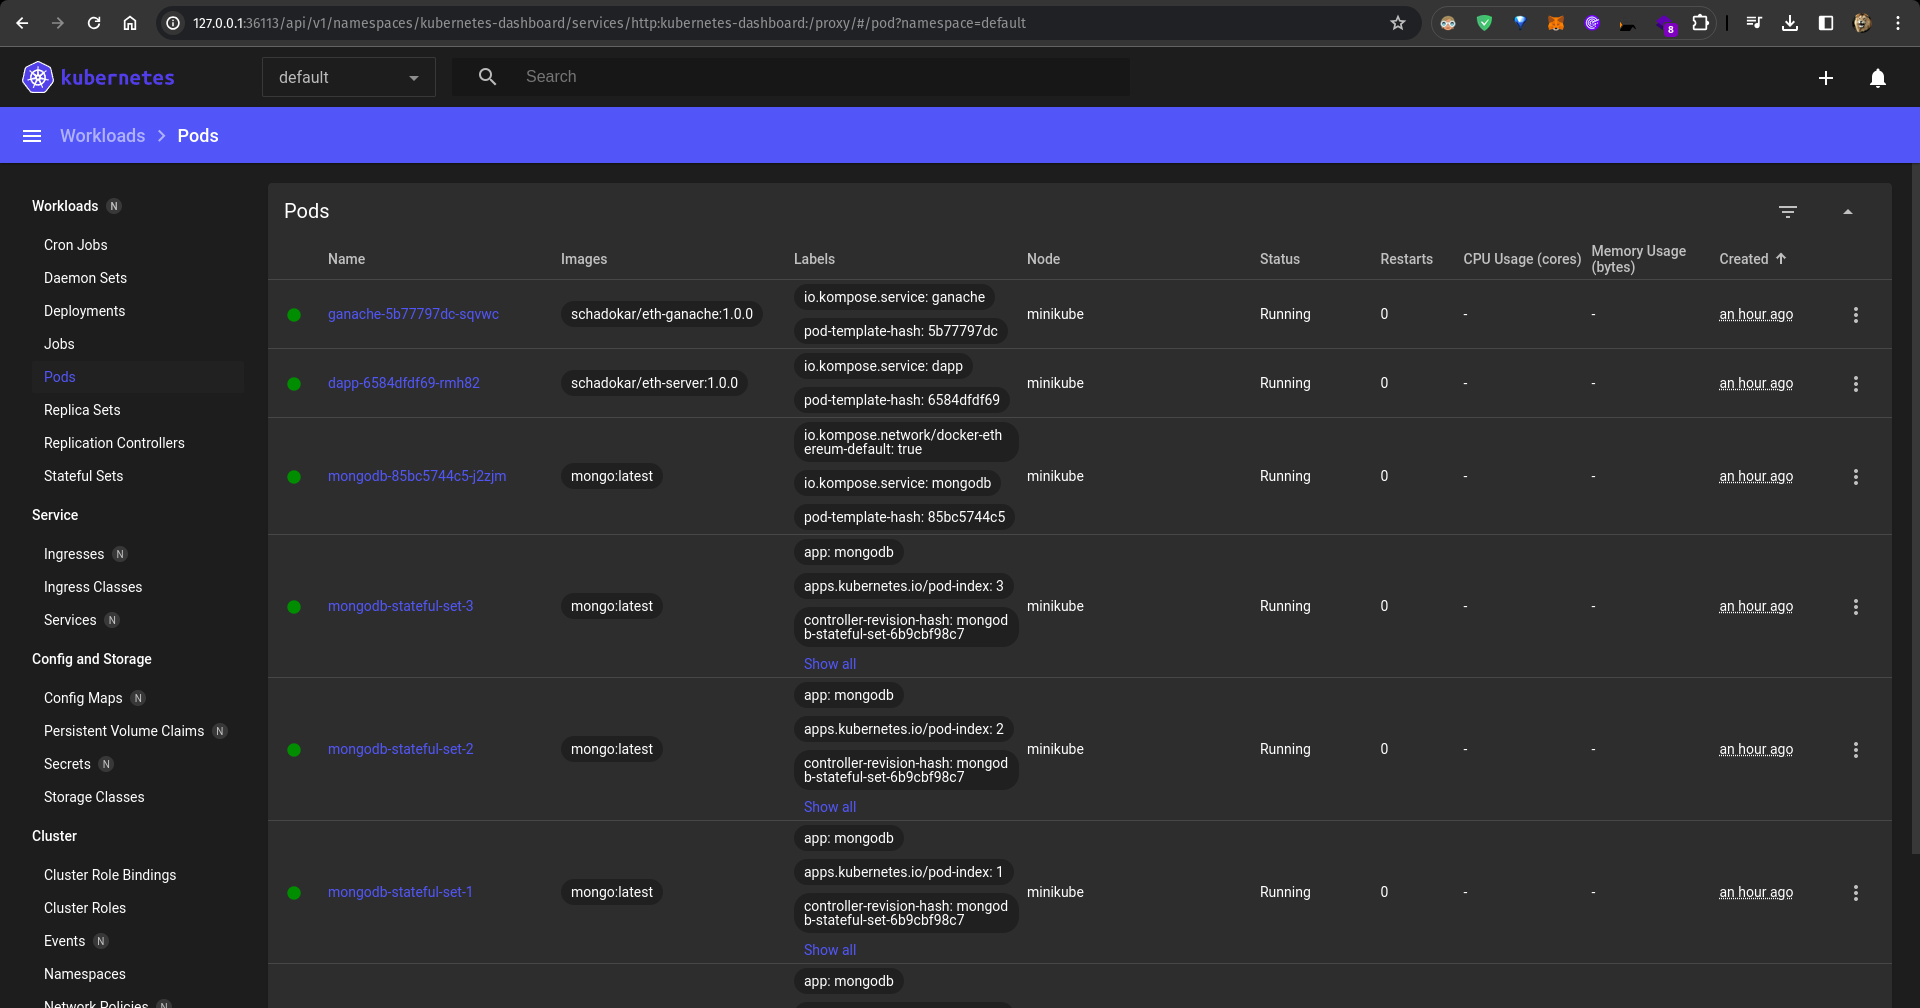 127.0.0.1:36113/api/v1/namespaces/kubernetes-dashboard/services/http:kubernetes-dashboard:/proxy/#/pod?namespace=default
8
kubernetes
default
Search
Workloads
Pods
Workloads N
Cron Jobs
Daemon Sets
Deployments
Jobs
Pods
Replica Sets
Replication Controllers
Stateful Sets
Service
Ingresses N
Ingress Classes
Services N
Config and Storage
Config Maps N
Persistent Volume Claims N
Secrets N
Storage Classes
Cluster
Cluster Role Bindings
Cluster Roles
Events N
Namespaces
Network Policies N
Pods
Name Images Labels Node Status Restarts CPU Usage (cores) Memory Usage (bytes) Created
ganache-5b77797dc-sqvwc
schadokar/eth-ganache:1.0.0
io.kompose.service: ganache
pod-template-hash: 5b77797dc
minikube Running 0 - - an hour ago
dapp-6584dfdf69-rmh82
schadokar/eth-server:1.0.0
io.kompose.service: dapp
pod-template-hash: 6584dfdf69
minikube Running 0 - - an hour ago
mongodb-85bc5744c5-j2zjm
mongo:latest
io.kompose.network/docker-eth
ereum-default: true
io.kompose.service: mongodb
pod-template-hash: 85bc5744c5
minikube Running 0 - - an hour ago
mongodb-stateful-set-3
mongo:latest
app: mongodb
apps.kubernetes.io/pod-index: 3
controller-revision-hash: mongod
b-stateful-set-6b9cbf98c7
Show all
minikube Running 0 - - an hour ago
mongodb-stateful-set-2
mongo:latest
app: mongodb
apps.kubernetes.io/pod-index: 2
controller-revision-hash: mongod
b-stateful-set-6b9cbf98c7
Show all
minikube Running 0 - - an hour ago
mongodb-stateful-set-1
mongo:latest
app: mongodb
apps.kubernetes.io/pod-index: 1
controller-revision-hash: mongod
b-stateful-set-6b9cbf98c7
Show all
minikube Running 0 - - an hour ago
app: mongodb